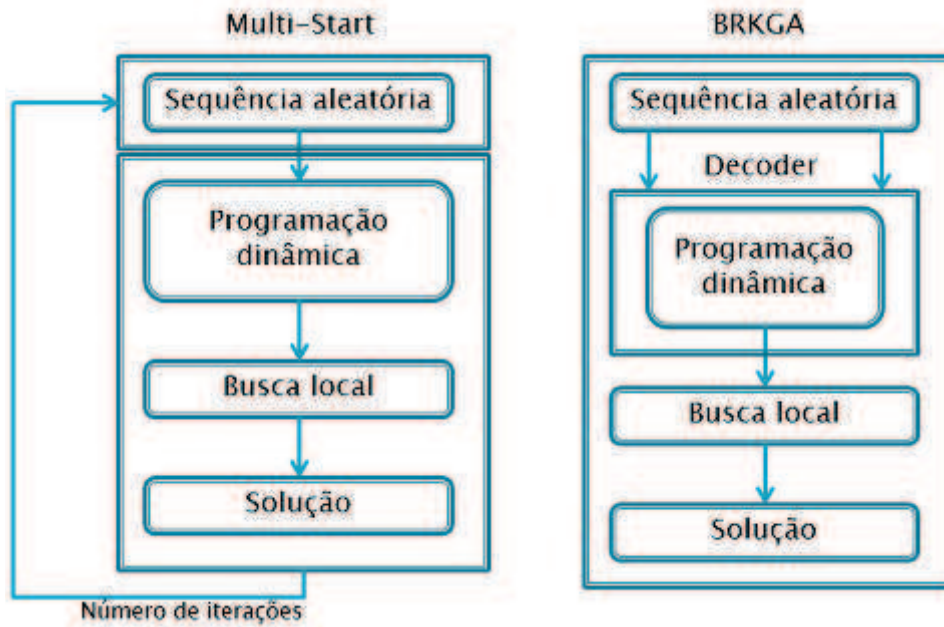 Multi-Start
Sequência aleatória
Programação
dinâmica
Busca local
Solução
Número de iterações
BRKGA
Sequência aleatória
Decoder
Programação
dinâmica
Busca local
Solução